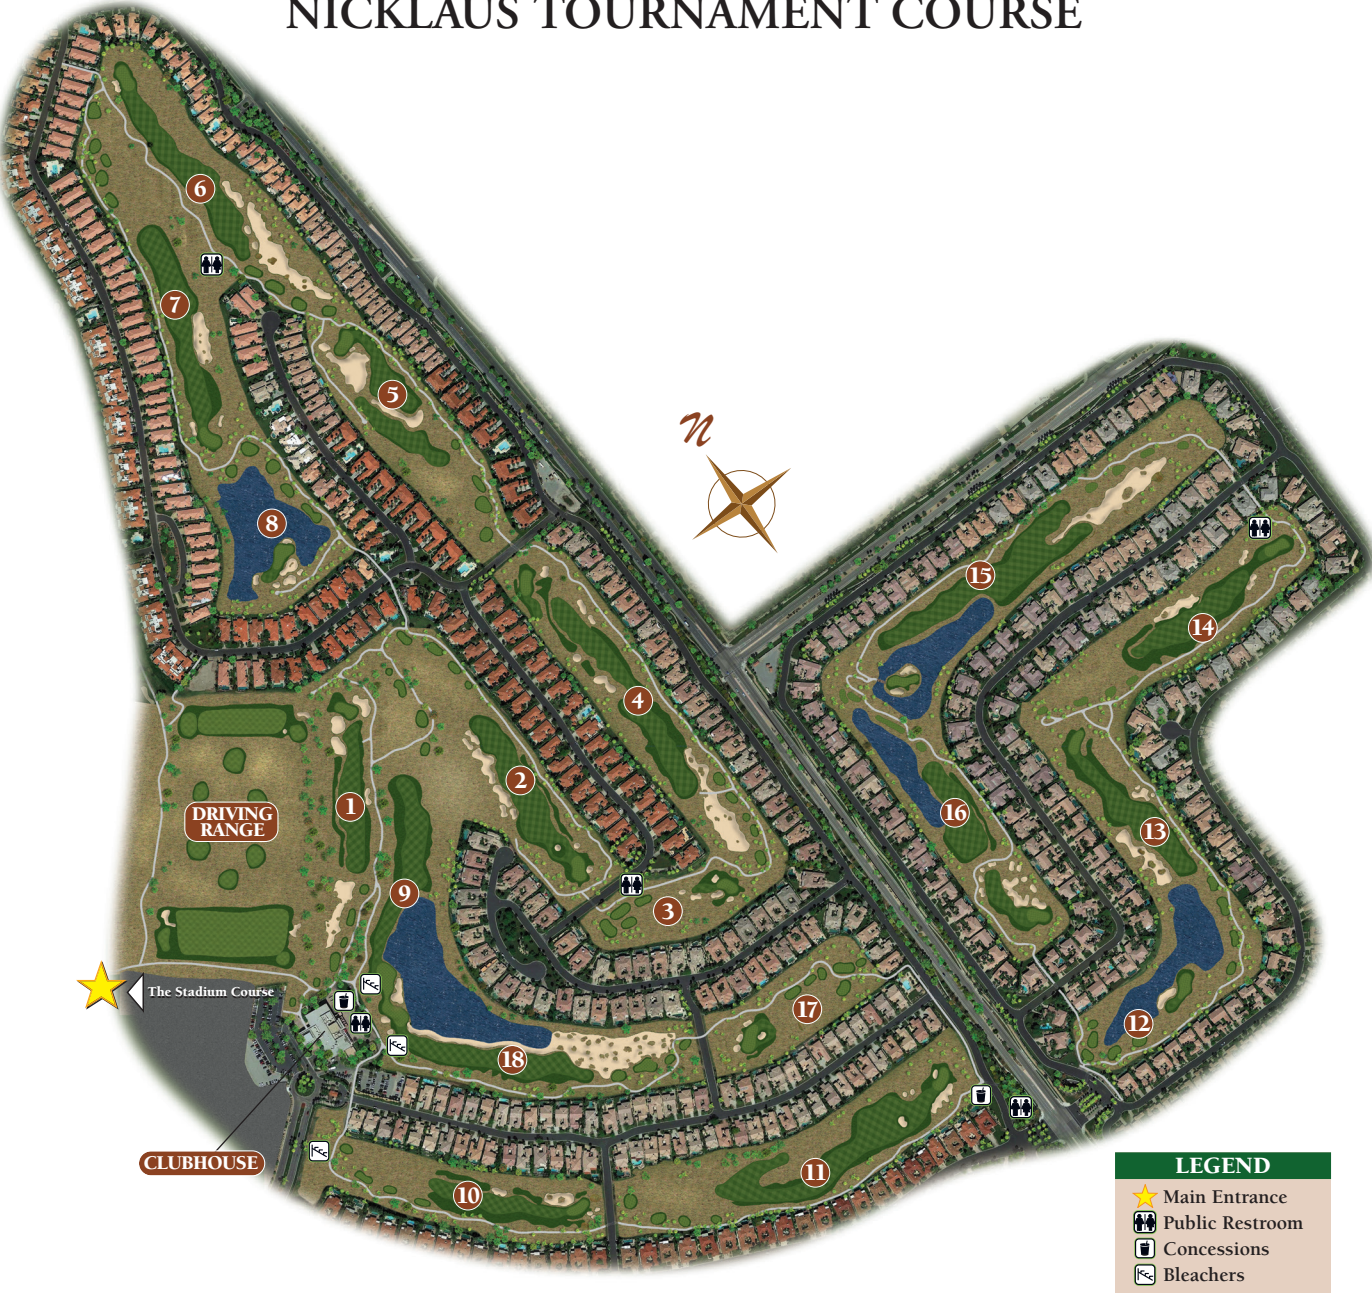 NICKLAUS TOURNAMENT COURSE
6
7
5
N
8
15
14
4
2
1
DRIVING
RANGE
16
13
9
3
The Stadium Course
17
12
18
CLUBHOUSE
11
10
LEGEND
Main Entrance
Public Restroom
Concessions
Bleachers